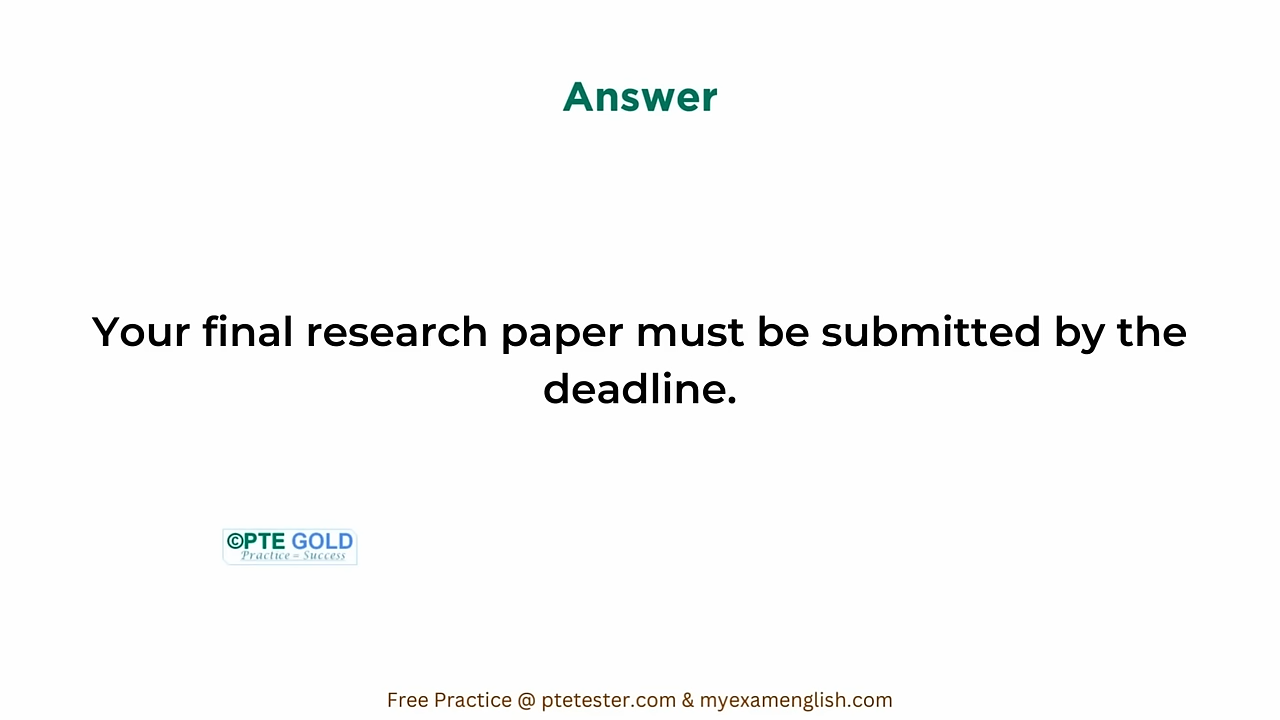 Answer
Your final research paper must be submitted by the
deadline.
©PTE GOLD
Practice = Success
Free Practice @ ptetester.com & myexamenglish.com